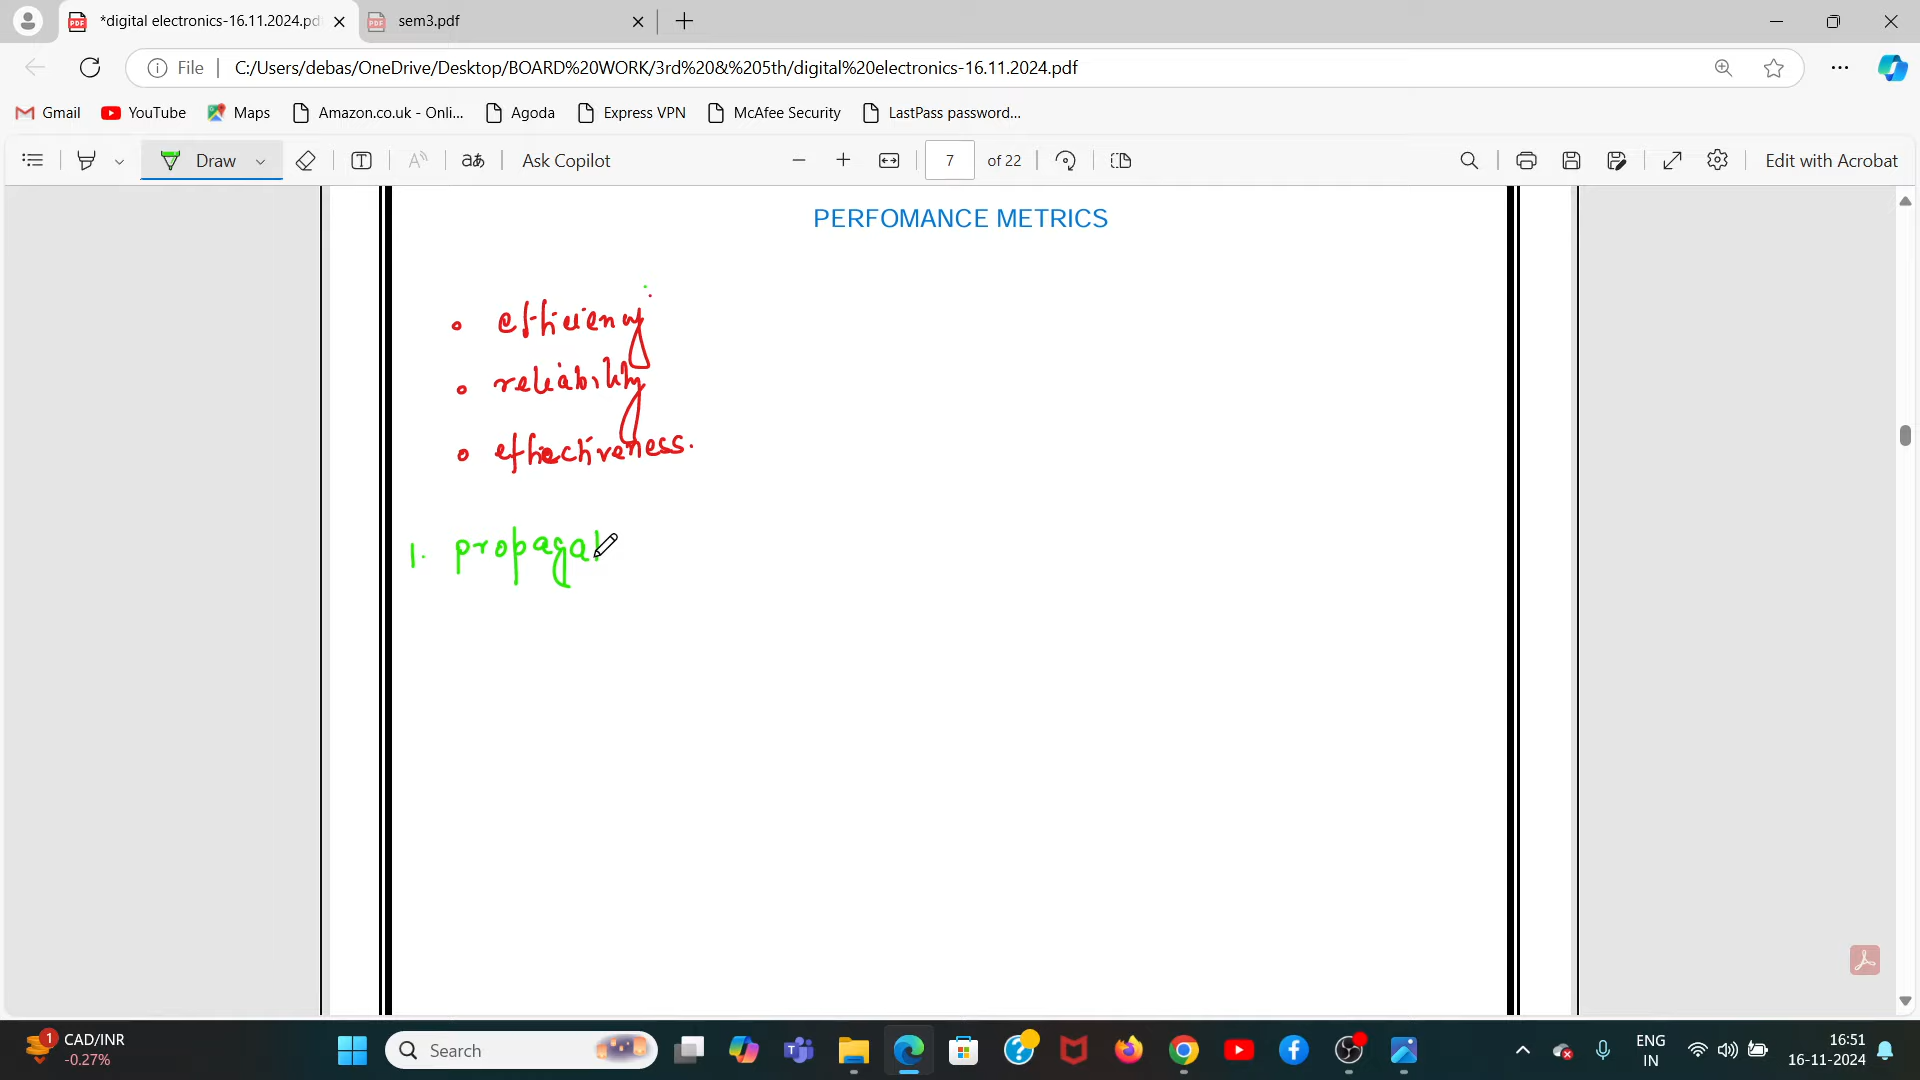 *digital electronics-16.11.2024.pd
sem3.pdf
File
C:/Users/debas/OneDrive/Desktop/BOARD%20WORK/3rd%20&%205th/digital%20electronics-16.11.2024.pdf
Gmail YouTube Maps Amazon.co.uk - Onli... Agoda Express VPN McAfee Security LastPass password...
Draw T A aあ Ask Copilot 7 of 22 Edit with Acrobat
PERFOMANCE METRICS
efficiency
reliability
effectiveness.
1. propagat
1 CAD/INR
-0.27%
Search
ENG
IN
16:51
16-11-2024